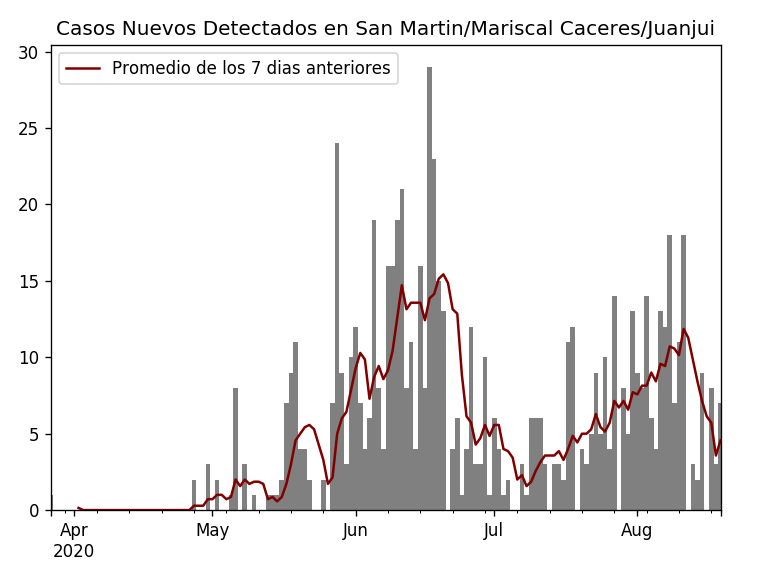 Casos Nuevos Detectados en San Martin/Mariscal Caceres/Juanjui
Promedio de los 7 dias anteriores
30
25
20
15
10
5
0
Apr May Jun Jul Aug
2020